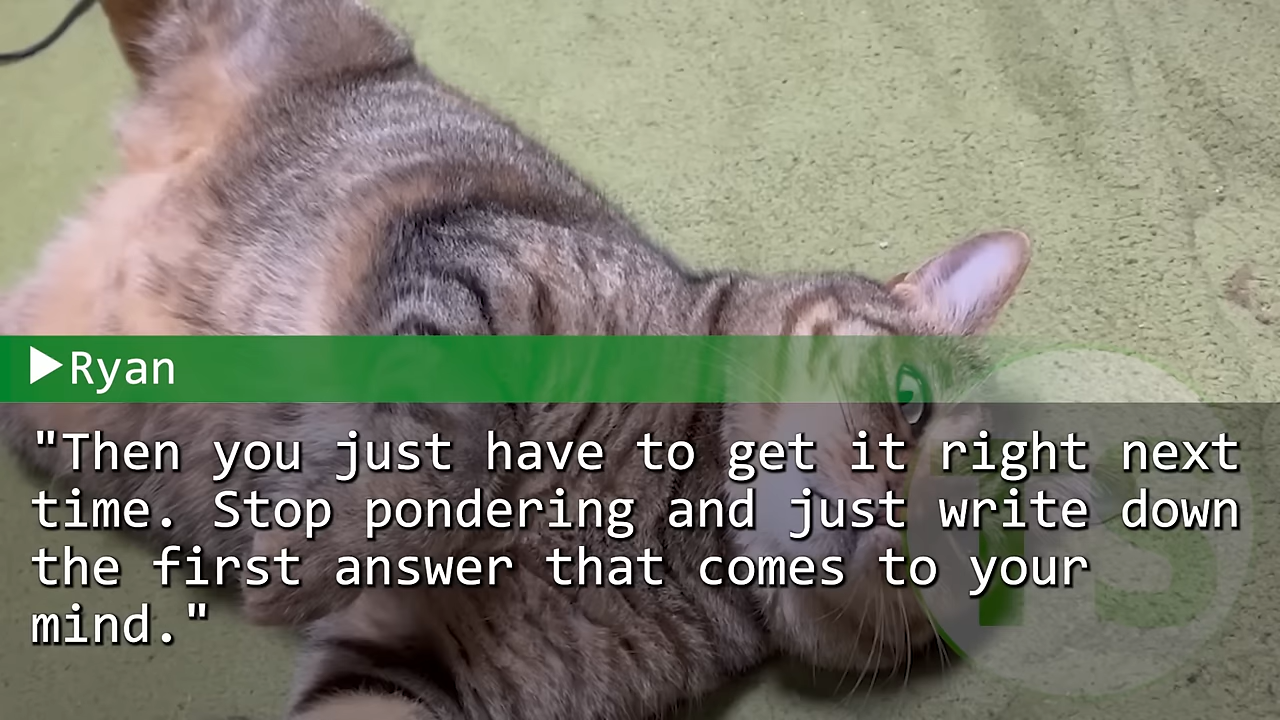 ▶Ryan
"Then you just have to get it right next
time. Stop pondering and just write down
the first answer that comes to your
mind."
TS